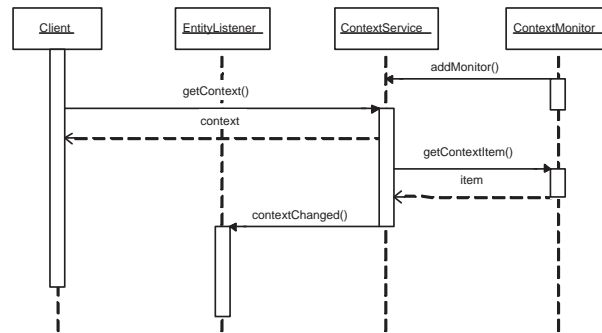 Client EntityListener ContextService ContextMonitor
addMonitor()
getContext()
context
getContextItem()
item
contextChanged()